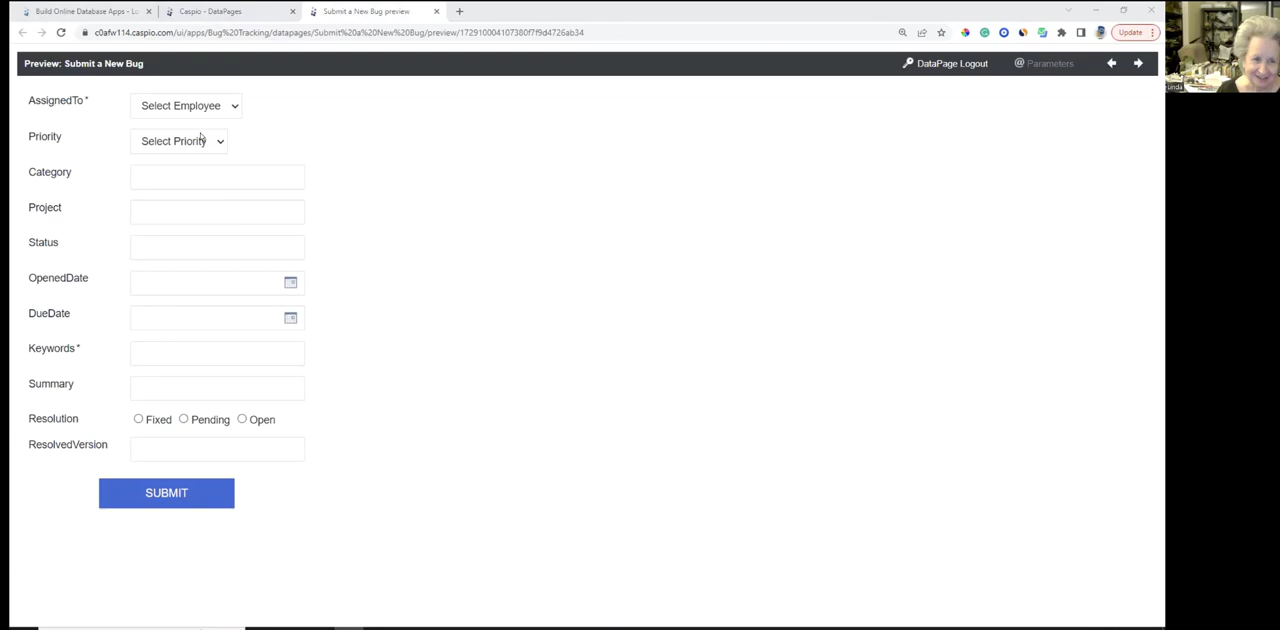 Build Online Database Apps - Lo
Caspio - DataPages
Submit a New Bug preview
c0afw114.caspio.com/ui/apps/Bug%20Tracking/datapages/Submit%20a%20New%20Bug/preview/172910004107380f7f9d4726ab34
Update
Preview: Submit a New Bug
DataPage Logout
@ Parameters
Linda
AssignedTo *
Select Employee
Priority
Select Priority
Category
Project
Status
OpenedDate
DueDate
Keywords *
Summary
Resolution
Fixed
Pending
Open
ResolvedVersion
SUBMIT